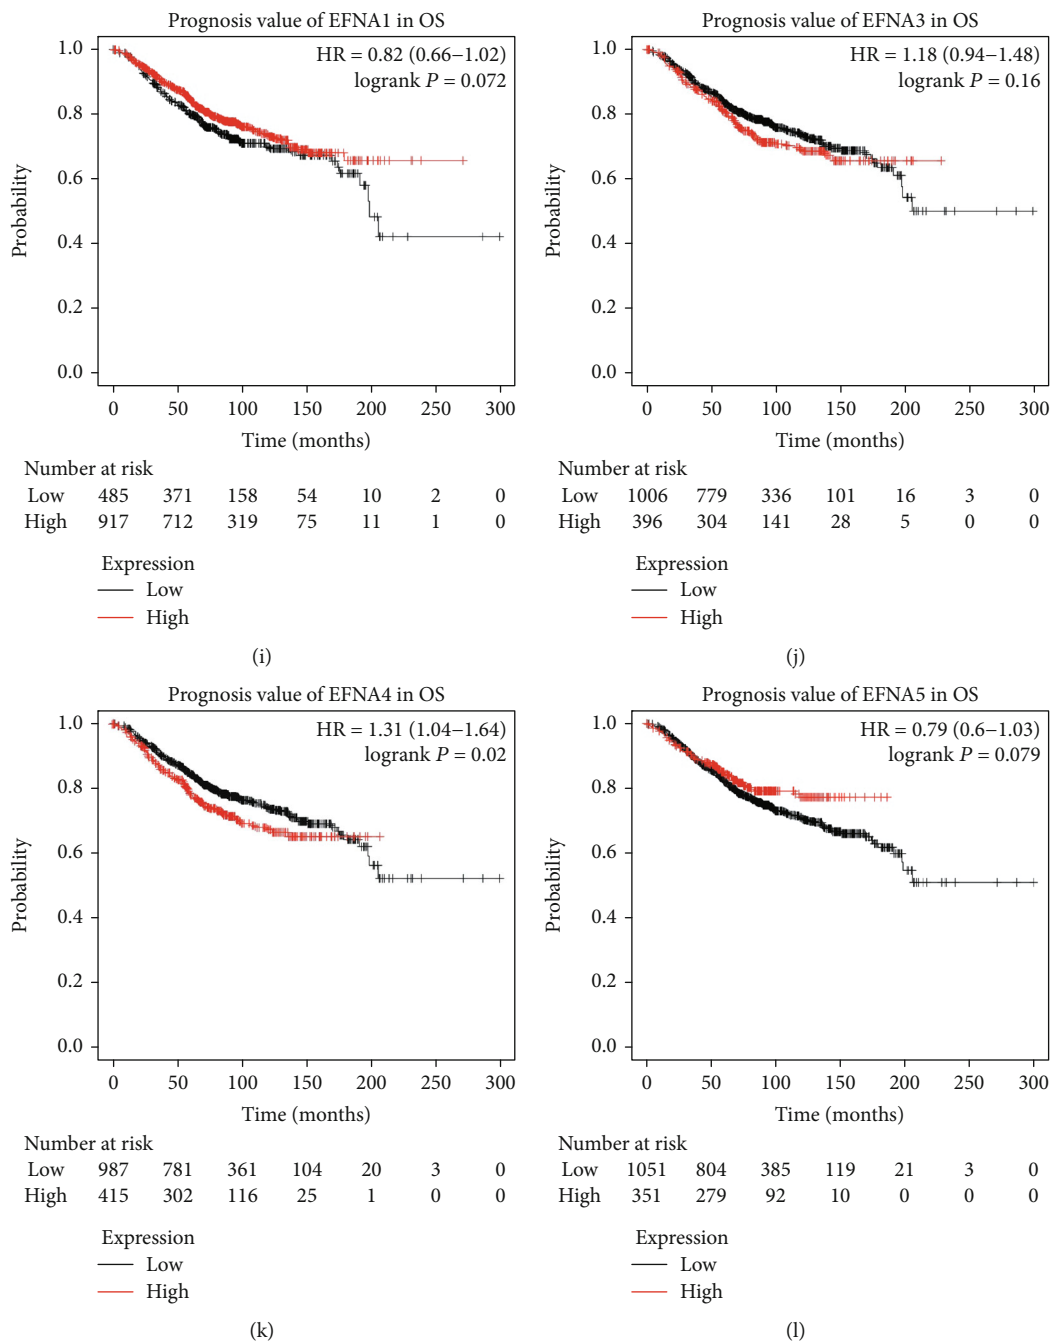 Prognosis value of EFNA1 in OS
HR = 0.82 (0.66–1.02)
logrank P = 0.072
Probability
1.0
0.8
0.6
0.4
0.2
0.0
0 50 100 150 200 250 300
Time (months)
Number at risk
Low 485 371 158 54 10 2 0
High 917 712 319 75 11 1 0
Expression
Low
High
(i)
Prognosis value of EFNA3 in OS
HR = 1.18 (0.94–1.48)
logrank P = 0.16
Probability
1.0
0.8
0.6
0.4
0.2
0.0
0 50 100 150 200 250 300
Time (months)
Number at risk
Low 1006 779 336 101 16 3 0
High 396 304 141 28 5 0 0
Expression
Low
High
(j)
Prognosis value of EFNA4 in OS
HR = 1.31 (1.04–1.64)
logrank P = 0.02
Probability
1.0
0.8
0.6
0.4
0.2
0.0
0 50 100 150 200 250 300
Time (months)
Number at risk
Low 987 781 361 104 20 3 0
High 415 302 116 25 1 0 0
Expression
Low
High
(k)
Prognosis value of EFNA5 in OS
HR = 0.79 (0.6–1.03)
logrank P = 0.079
Probability
1.0
0.8
0.6
0.4
0.2
0.0
0 50 100 150 200 250 300
Time (months)
Number at risk
Low 1051 804 385 119 21 3 0
High 351 279 92 10 0 0 0
Expression
Low
High
(l)